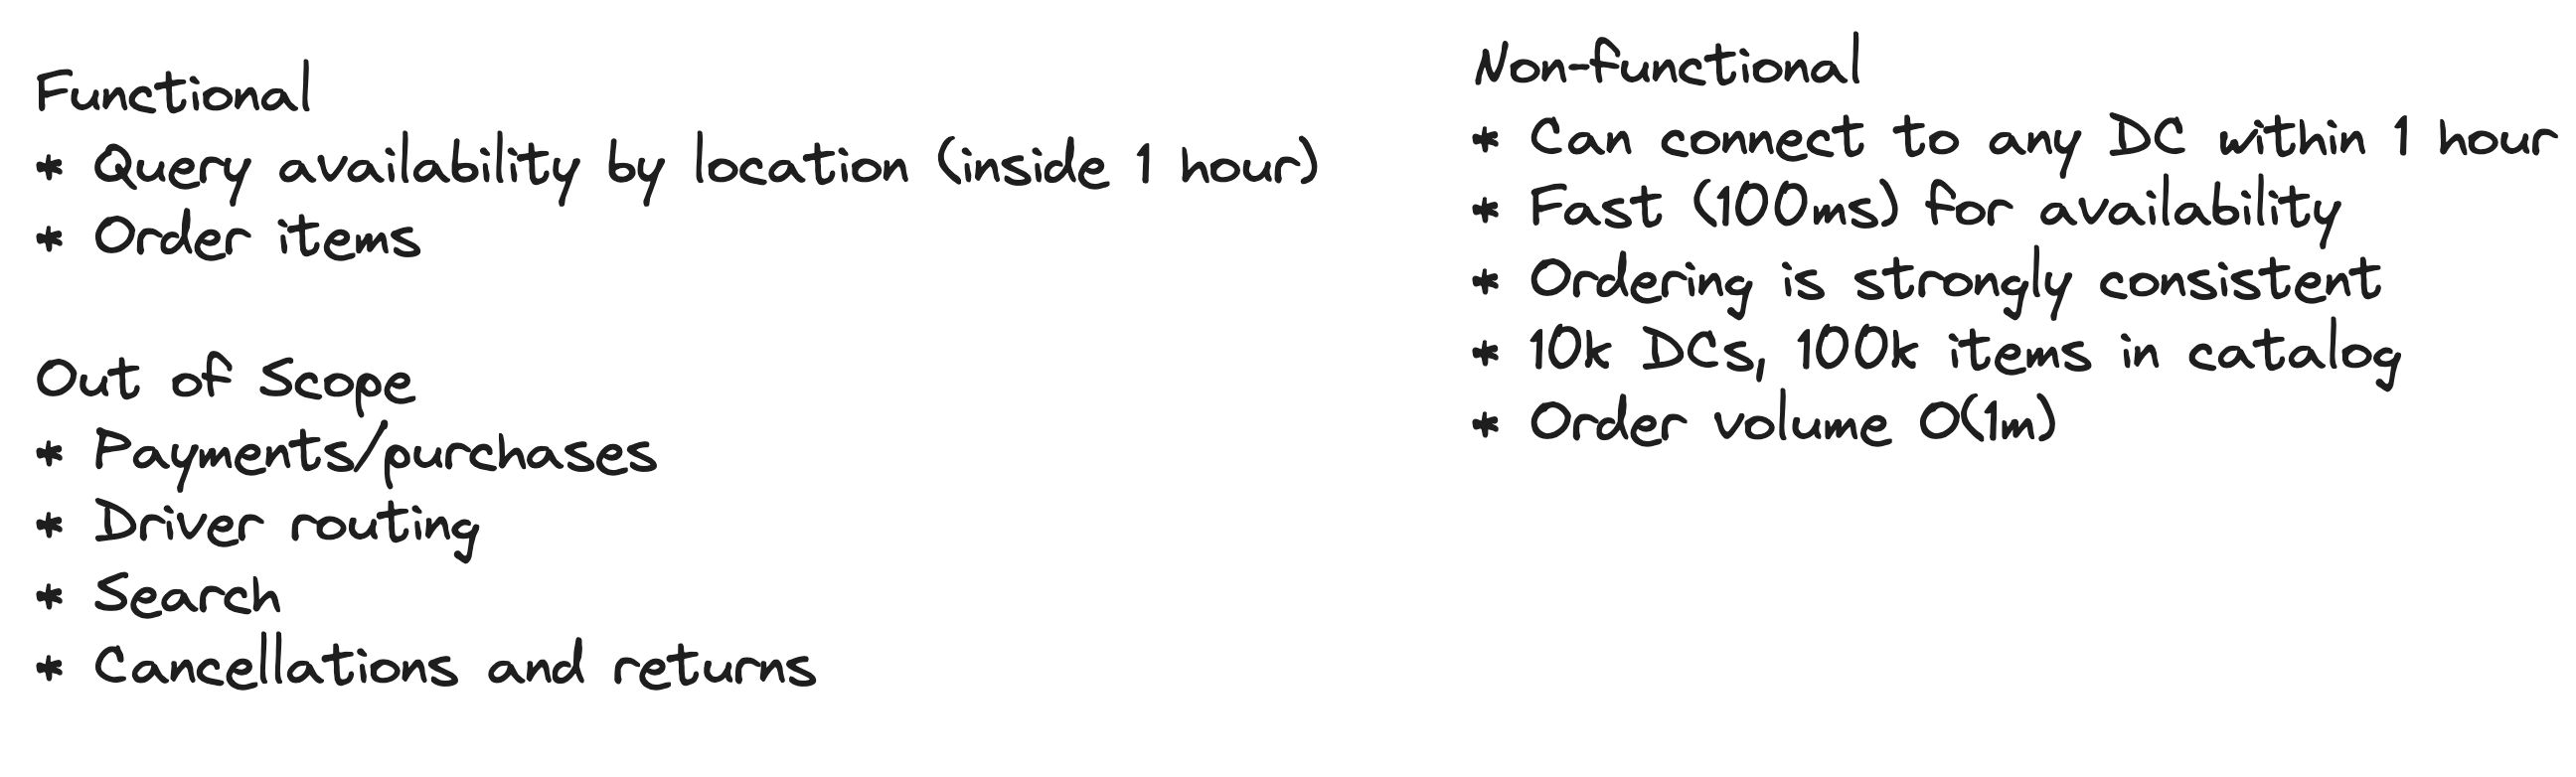 Functional
* Query availability by location (inside 1 hour)
* Order items
Out of Scope
* Payments/purchases
* Driver routing
* Search
* Cancellations and returns
Non-functional
* Can connect to any DC within 1 hour
* Fast (100ms) for availability
* Ordering is strongly consistent
* 10k DCs, 100k items in catalog
* Order volume O(1m)